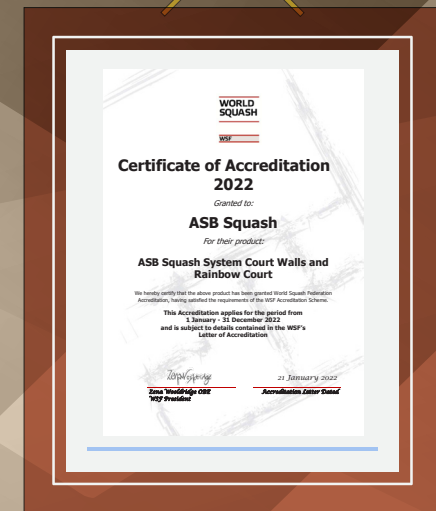 WORLD
SQUASH
WSF
Certificate of Accreditation
2022
Granted to:
ASB Squash
For their product:
ASB Squash System Court Walls and
Rainbow Court
We hereby certify that the above product has been granted World Squash Federation
Accreditation, having satisfied the requirements of the WSF Accreditation Scheme.
This Accreditation applies for the period from
1 January - 31 December 2022
and is subject to details contained in the WSF's
Letter of Accreditation
21 January 2022
Zena Wooldridge OBE
Accreditation Letter Dated
WSF President